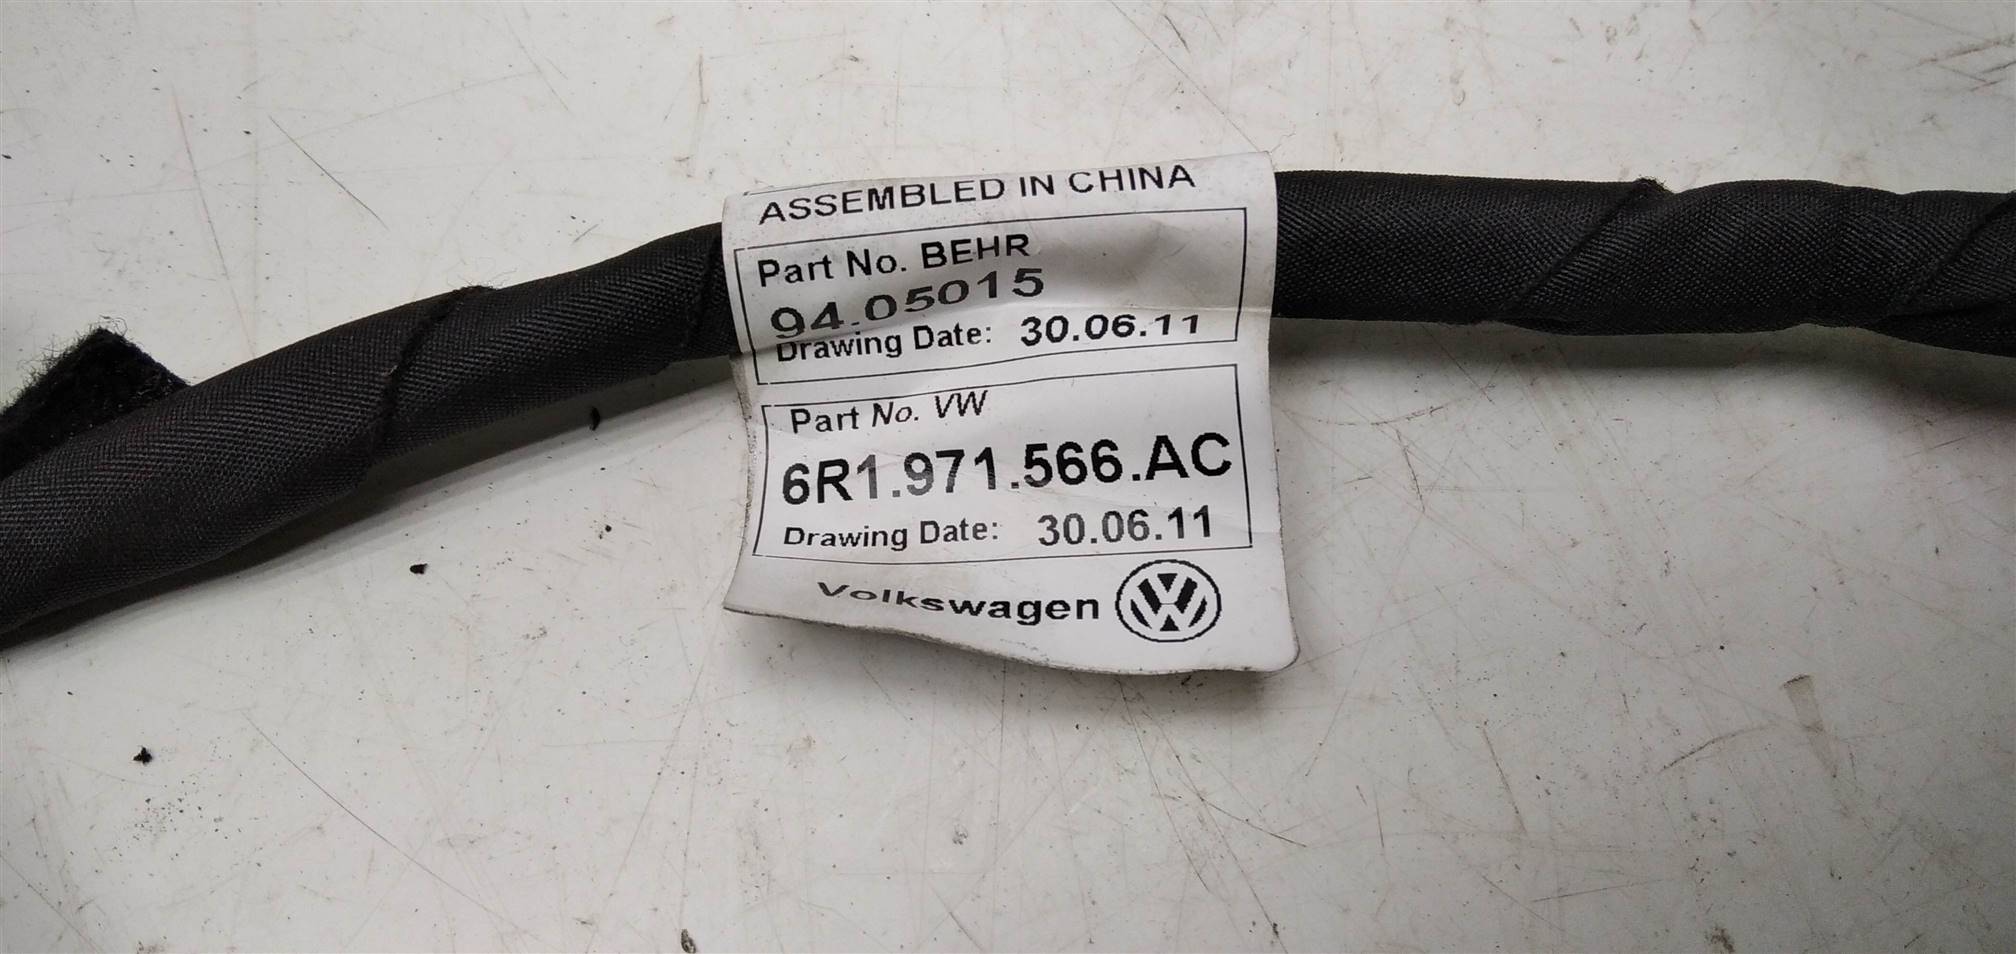 ASSEMBLED IN CHINA
Part No. BEHR
94.05015
Drawing Date: 30.06.11
Part No. VW
6R1.971.566.AC
Drawing Date: 30.06.11
Volkswagen